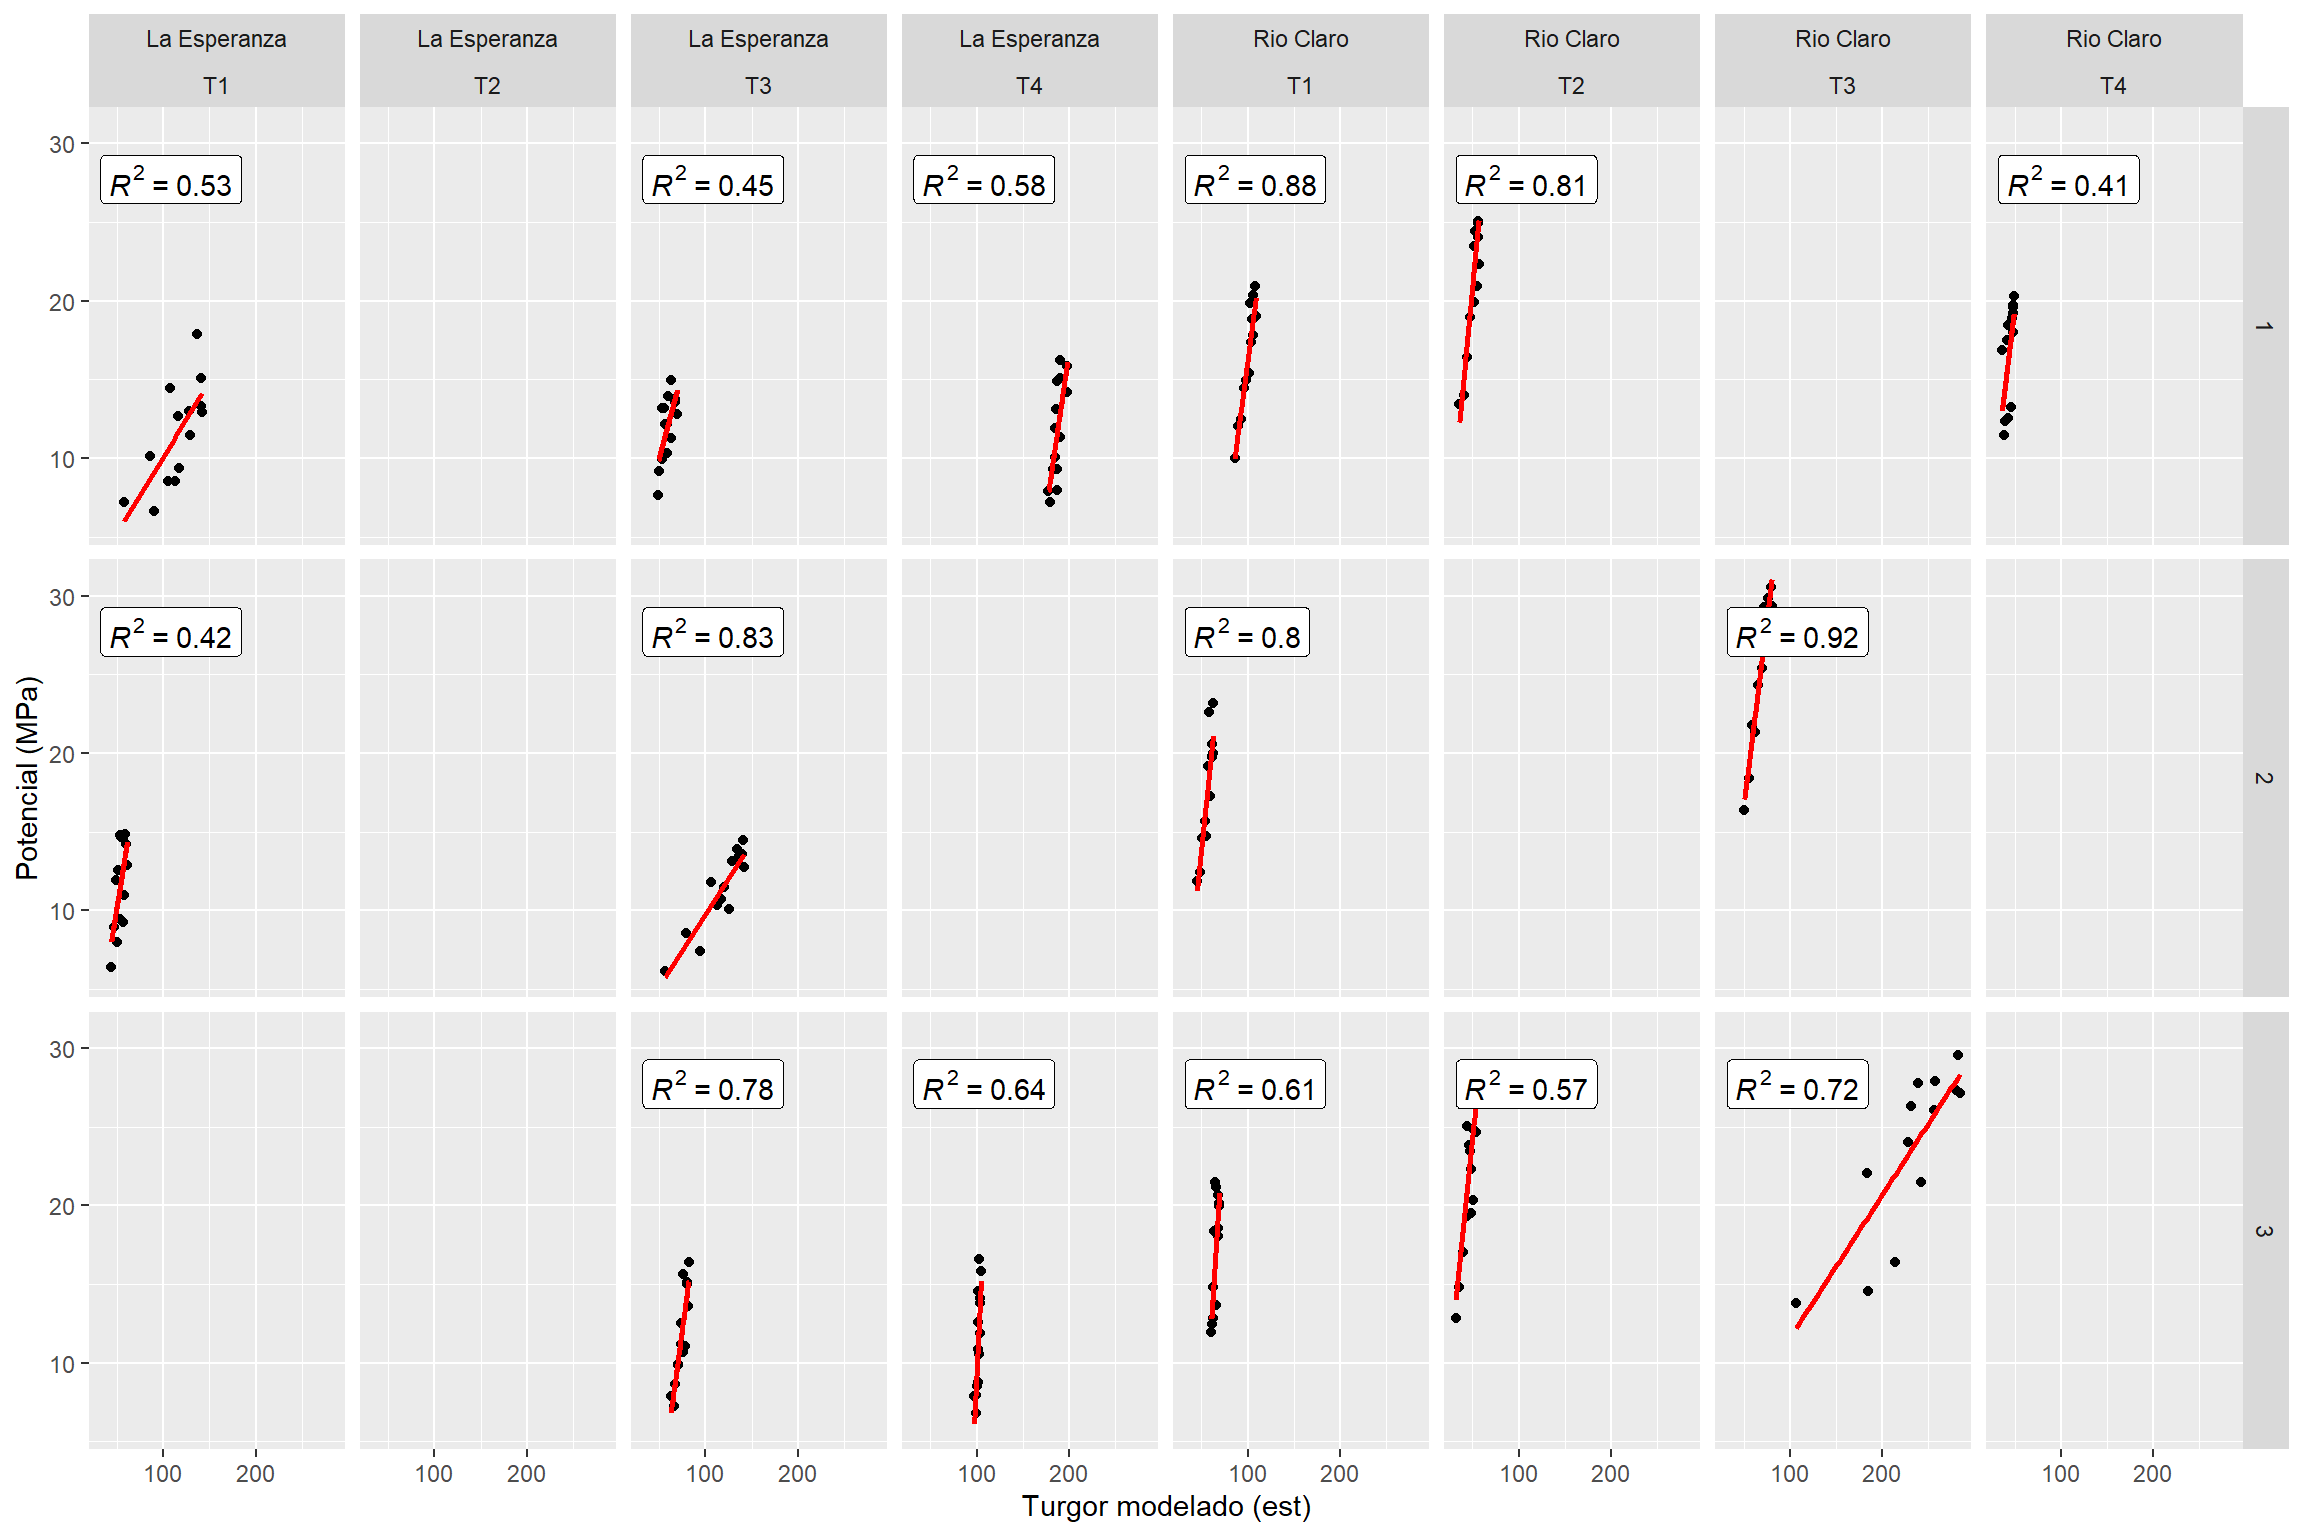 La Esperanza La Esperanza La Esperanza La Esperanza Rio Claro Rio Claro Rio Claro Rio Claro
T1 T2 T3 T4 T1 T2 T3 T4
30
R² = 0.53 R² = 0.45 R² = 0.58 R² = 0.88 R² = 0.81 R² = 0.41
20
1
10
30
R² = 0.42 R² = 0.83 R² = 0.8 R² = 0.92
20
2
Potencial (MPa)
10
30
R² = 0.78 R² = 0.64 R² = 0.61 R² = 0.57 R² = 0.72
20
3
10
100 200 100 200 100 200 100 200 100 200 100 200 100 200 100 200
Turgor modelado (est)